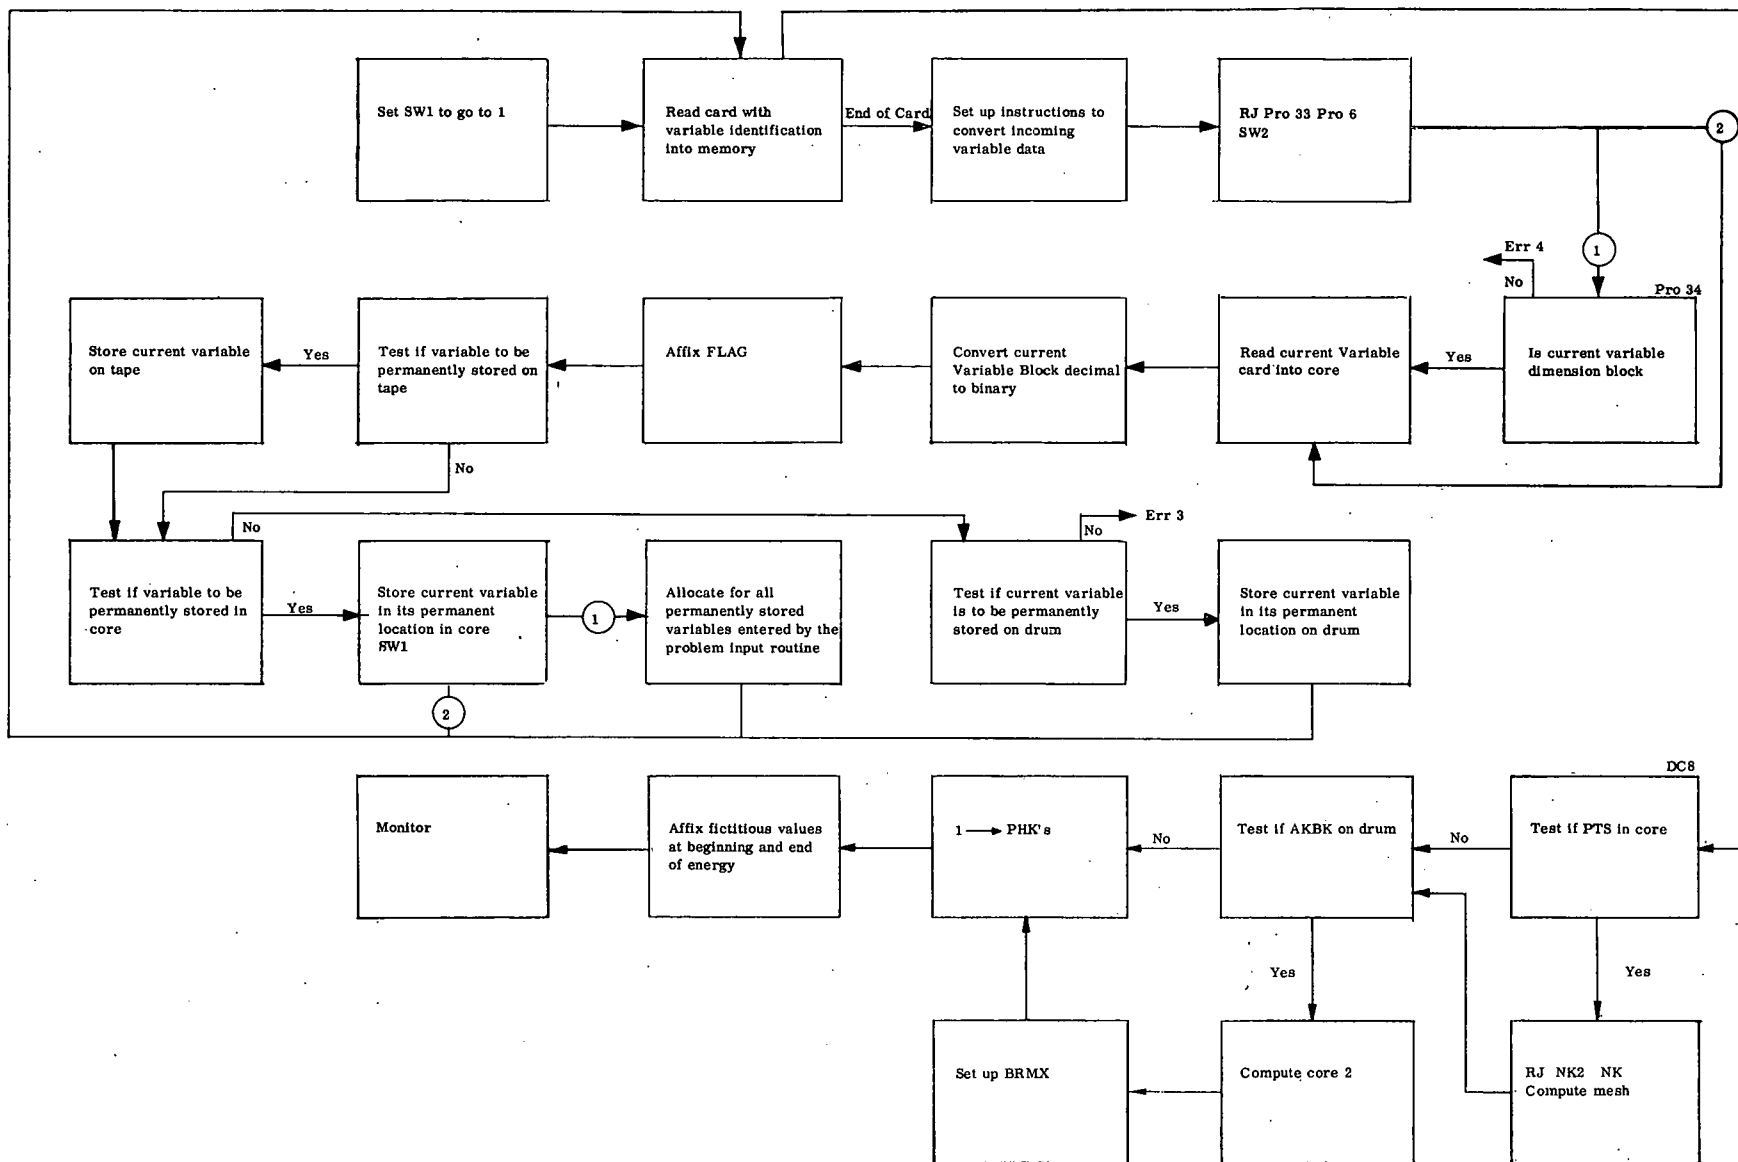 Set SW1 to go to 1
Read card with
variable identification
into memory
End of Card
Set up instructions to
convert incoming
variable data
RJ Pro 33 Pro 6
SW2
2
1
Err 4
No
Pro 34
Store current variable
on tape
Yes
Test if variable to be
permanently stored on
tape
Affix FLAG
Convert current
Variable Block decimal
to binary
Read current Variable
card into core
Yes
Is current variable
dimension block
No
No
No
Err 3
Test if variable to be
permanently stored in
core
Yes
Store current variable
in its permanent
location in core
SW1
1
Allocate for all
permanently stored
variables entered by the
problem input routine
Test if current variable
is to be permanently
stored on drum
Yes
Store current variable
in its permanent
location on drum
2
DC8
Monitor
Affix fictitious values
at beginning and end
of energy
1 → PHK's
No
Test if AKBK on drum
No
Test if PTS in core
Yes
Yes
Set up BRMX
Compute core 2
RJ NK2 NK
Compute mesh